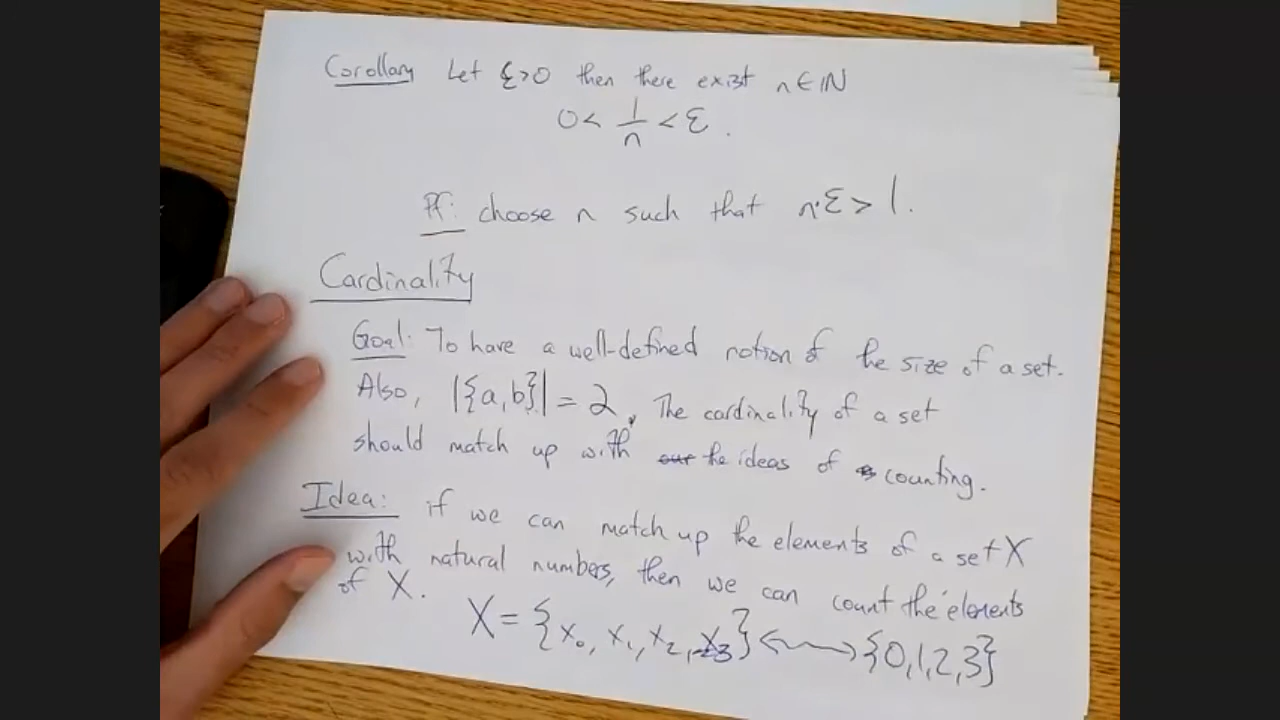 Corollary Let ε>0 then there exist n∈ℕ
0 < 1/n < ε .
Pf: choose n such that n·ε > 1.
Cardinality
Goal: To have a well-defined notion of the size of a set.
Also, |{a,b}| = 2. The cardinality of a set
should match up with our the ideas of counting.
Idea: if we can match up the elements of a set X
with natural numbers, then we can count the elements
of X.
X = {x₀, x₁, x₂, x₃} ⟷ {0,1,2,3}